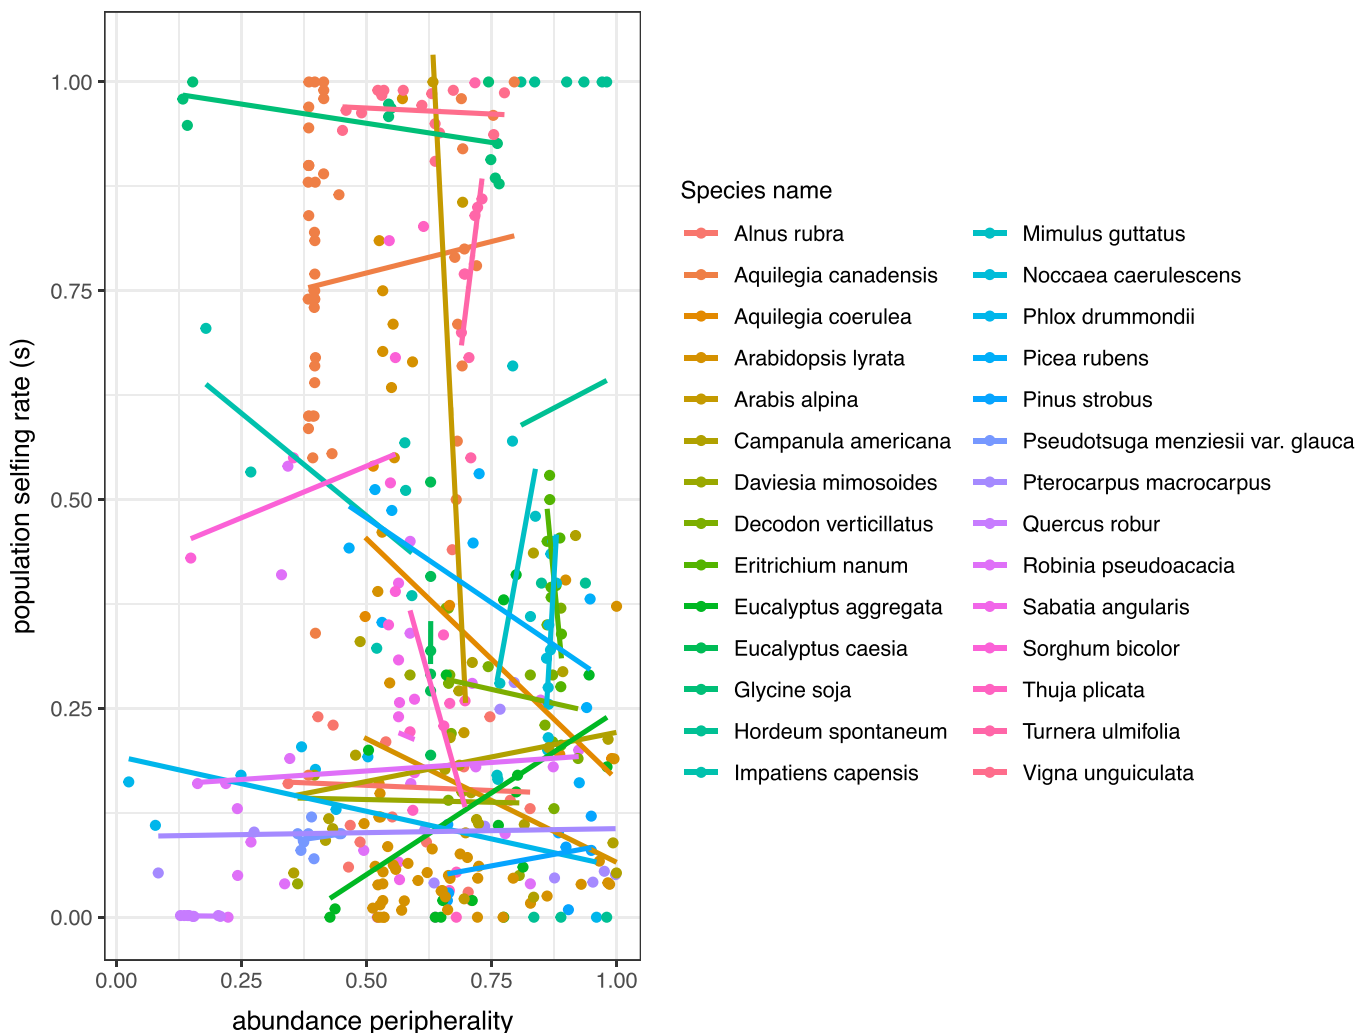 1.00
0.75
0.50
0.25
0.00
population selfing rate (s)
0.00 0.25 0.50 0.75 1.00
abundance peripherality
Species name
Alnus rubra
Aquilegia canadensis
Aquilegia coerulea
Arabidopsis lyrata
Arabis alpina
Campanula americana
Daviesia mimosoides
Decodon verticillatus
Eritrichium nanum
Eucalyptus aggregata
Eucalyptus caesia
Glycine soja
Hordeum spontaneum
Impatiens capensis
Mimulus guttatus
Noccaea caerulescens
Phlox drummondii
Picea rubens
Pinus strobus
Pseudotsuga menziesii var. glauca
Pterocarpus macrocarpus
Quercus robur
Robinia pseudoacacia
Sabatia angularis
Sorghum bicolor
Thuja plicata
Turnera ulmifolia
Vigna unguiculata